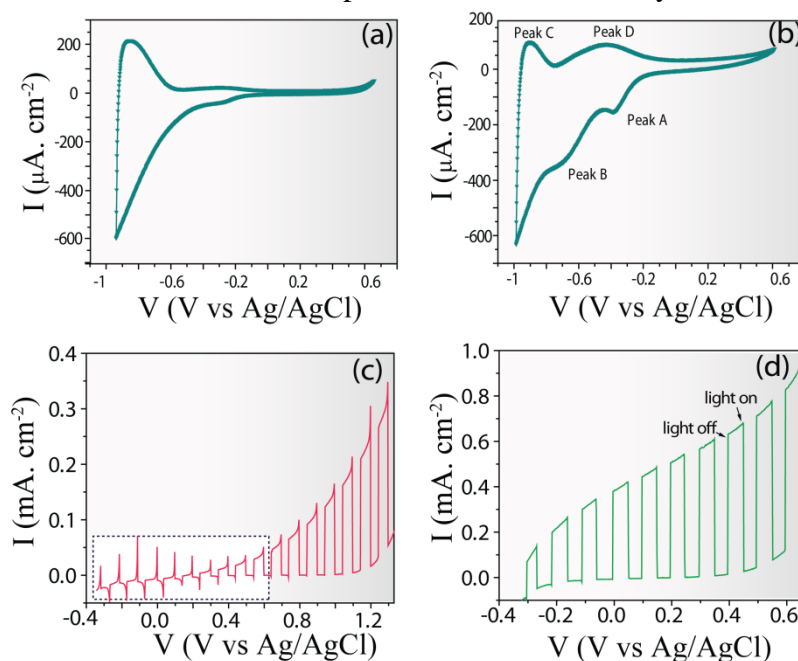 (a)
200
0
-200
-400
-600
I (μA. cm-2)
-1
-0.6
-0.2
0.2
0.6
V (V vs Ag/AgCl)
(b)
Peak C
Peak D
Peak A
Peak B
200
100
0
-100
-200
-300
-400
-500
-600
I (μA. cm-2)
-1
-0.6
-0.2
0.2
0.6
V (V vs Ag/AgCl)
(c)
0.4
0.3
0.2
0.1
0.0
I (mA. cm-2)
-0.4
0.0
0.4
0.8
1.2
V (V vs Ag/AgCl)
(d)
light on
light off
1.0
0.8
0.6
0.4
0.2
0.0
I (mA. cm-2)
-0.2
0.0
0.2
0.4
0.6
V (V vs Ag/AgCl)